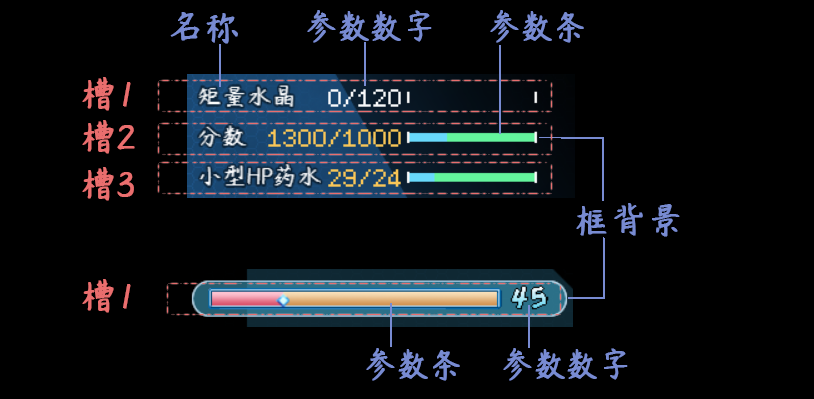 名称 参数数字 参数条
槽1 矩量水晶 0/120
槽2 分数 1300/1000
槽3 小型HP药水 29/24
框背景
槽1 45
参数条 参数数字